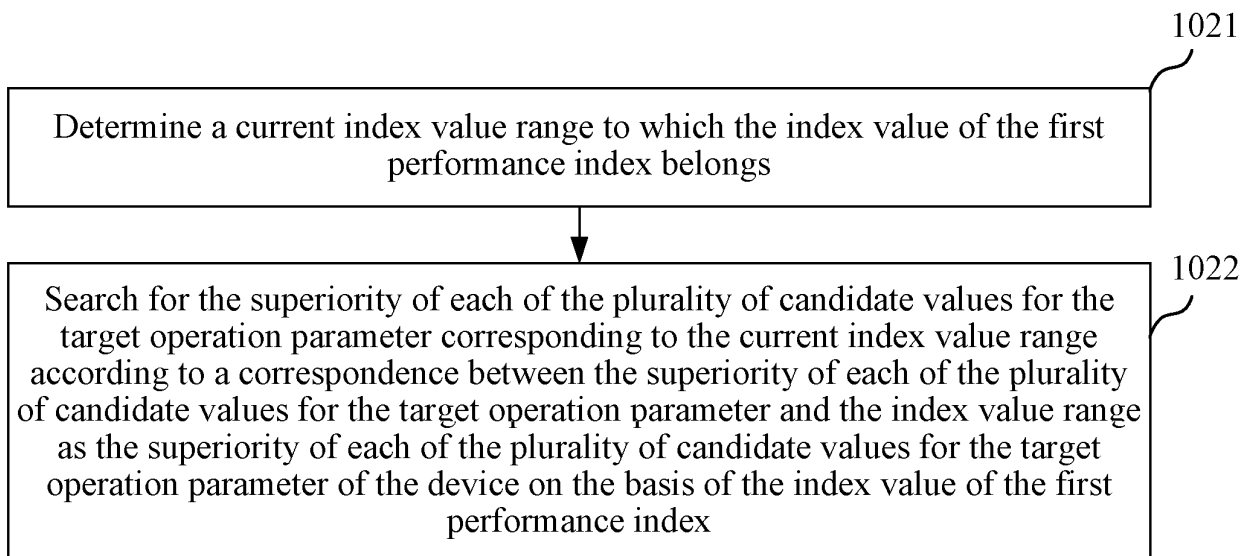 1021
Determine a current index value range to which the index value of the first
performance index belongs
1022
Search for the superiority of each of the plurality of candidate values for the
target operation parameter corresponding to the current index value range
according to a correspondence between the superiority of each of the plurality
of candidate values for the target operation parameter and the index value range
as the superiority of each of the plurality of candidate values for the target
operation parameter of the device on the basis of the index value of the first
performance index